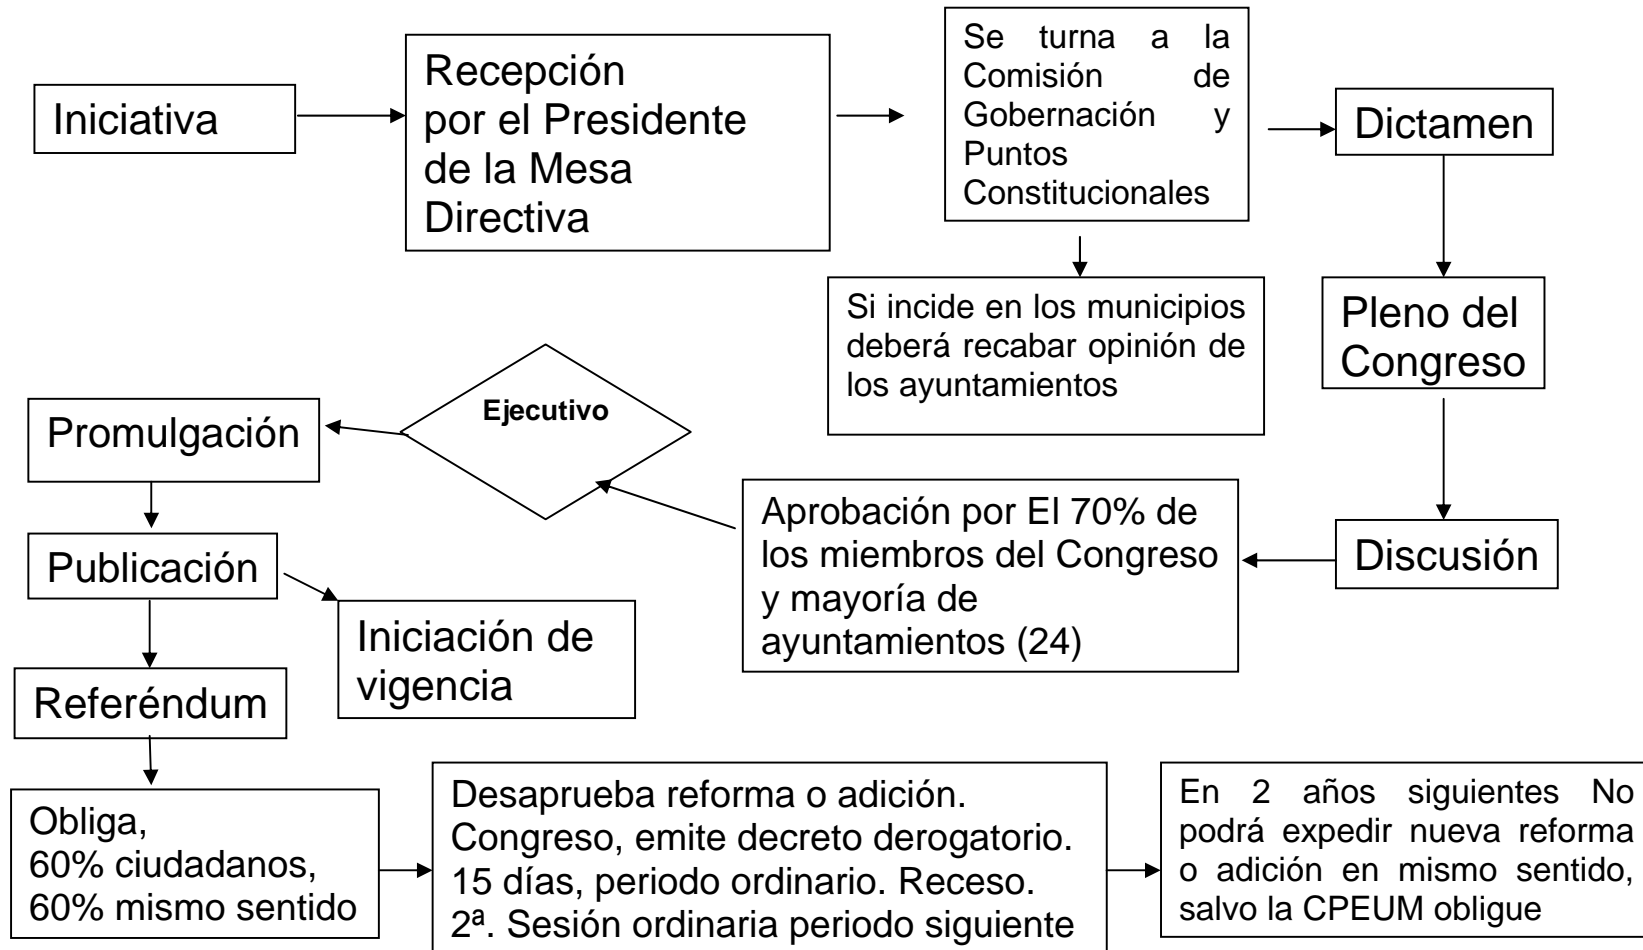 Iniciativa
Recepción
por el Presidente
de la Mesa
Directiva
Se turna a la
Comisión de
Gobernación y
Puntos
Constitucionales
Dictamen
Si incide en los municipios
deberá recabar opinión de
los ayuntamientos
Pleno del
Congreso
Discusión
Aprobación por El 70% de
los miembros del Congreso
y mayoría de
ayuntamientos (24)
Ejecutivo
Promulgación
Publicación
Iniciación de
vigencia
Referéndum
Obliga,
60% ciudadanos,
60% mismo sentido
Desaprueba reforma o adición.
Congreso, emite decreto derogatorio.
15 días, periodo ordinario. Receso.
2ª. Sesión ordinaria periodo siguiente
En 2 años siguientes No
podrá expedir nueva reforma
o adición en mismo sentido,
salvo la CPEUM obligue